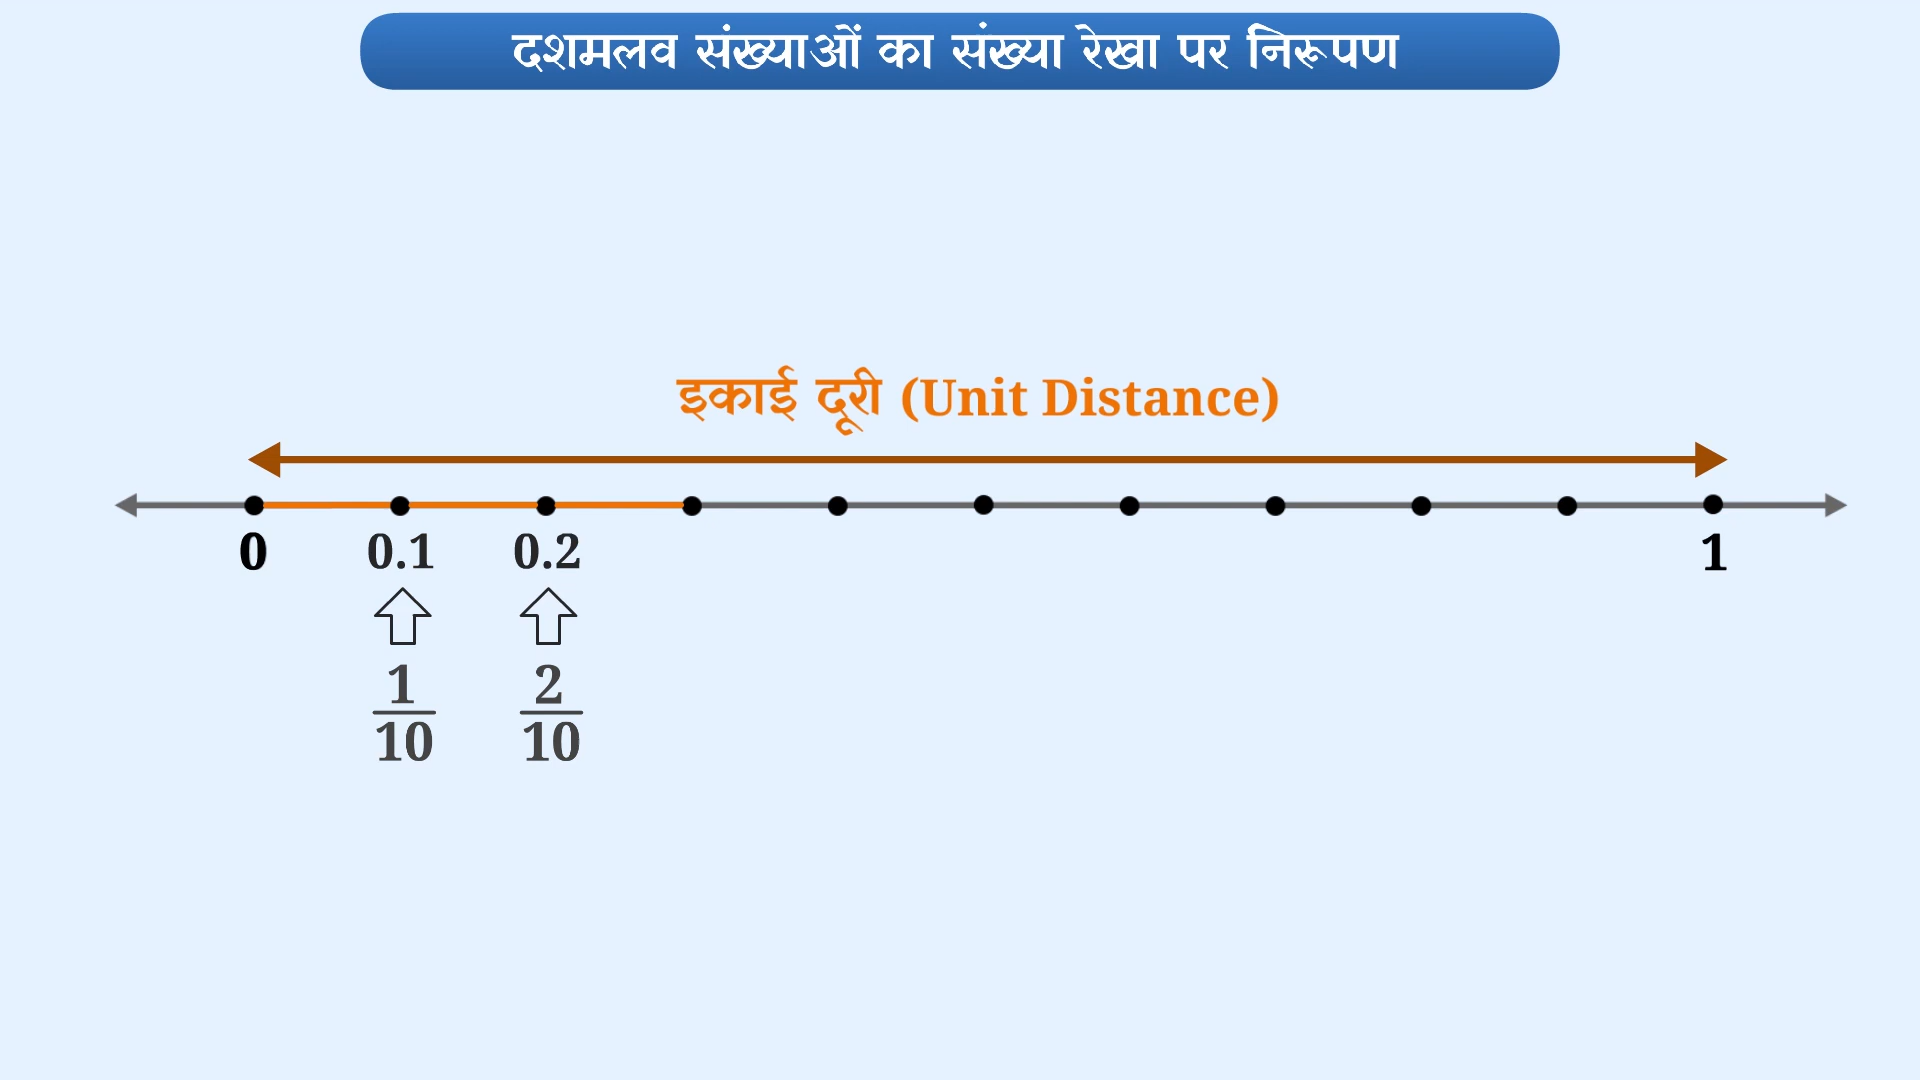 दशमलव संख्याओं का संख्या रेखा पर निरूपण
इकाई दूरी (Unit Distance)
0 0.1 0.2 1
1 2
10 10